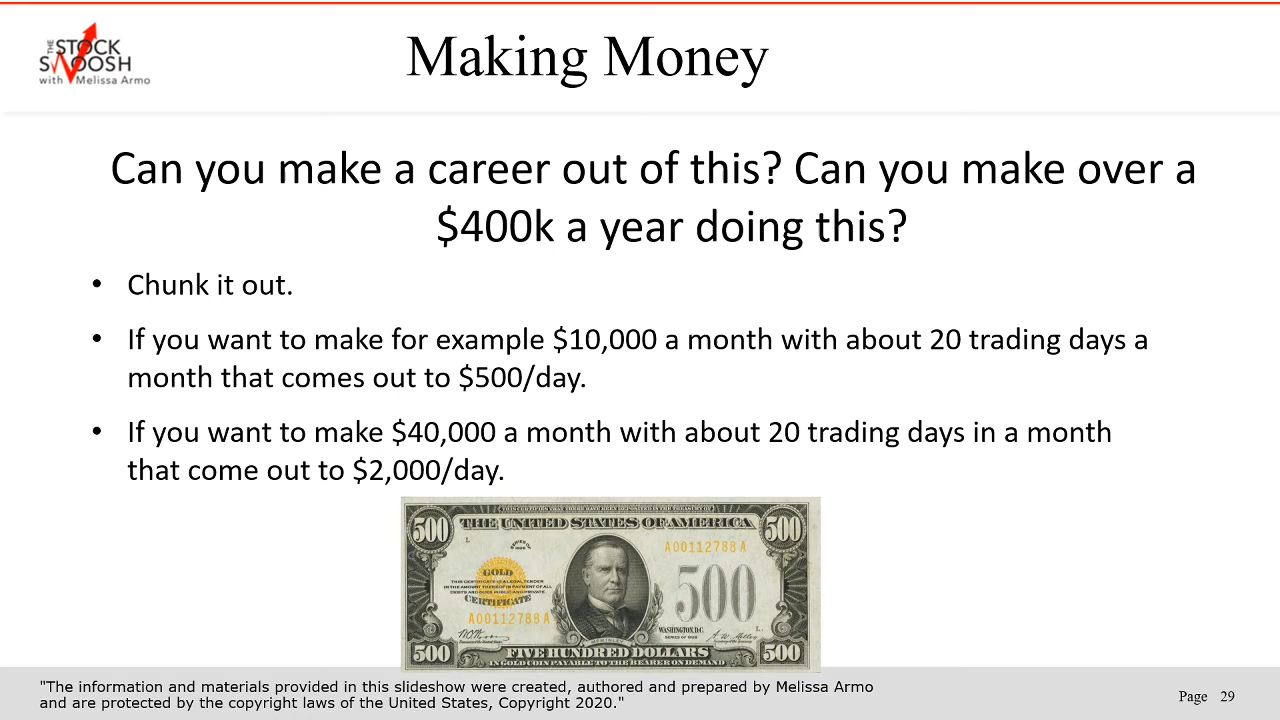 THE
STOCK
SWOOSH
with Melissa Armo
Making Money
Can you make a career out of this? Can you make over a
$400k a year doing this?
• Chunk it out.
• If you want to make for example $10,000 a month with about 20 trading days a
month that comes out to $500/day.
• If you want to make $40,000 a month with about 20 trading days in a month
that come out to $2,000/day.
500
THE UNITED STATES OF AMERICA
500
L
A00112788A
GOLD
CERTIFICATE
500
A00112788A
WASHINGTON, D.C.
McKINLEY
500
FIVE HUNDRED DOLLARS
500
IN GOLD COIN PAYABLE TO THE BEARER ON DEMAND
"The information and materials provided in this slideshow were created, authored and prepared by Melissa Armo
and are protected by the copyright laws of the United States, Copyright 2020."
Page 29